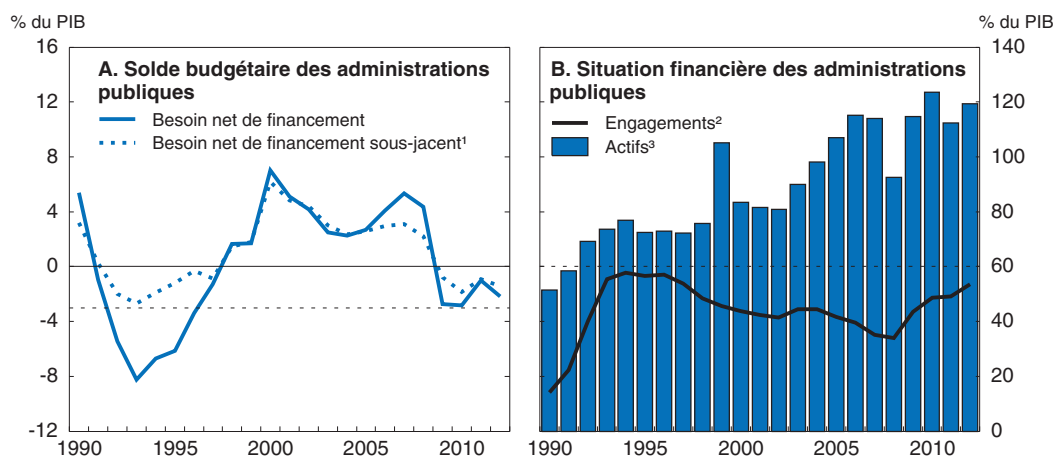 % du PIB
16
12
8
4
0
-4
-8
-12
A. Solde budgétaire des administrations
publiques
Besoin net de financement
Besoin net de financement sous-jacent¹
1990 1995 2000 2005 2010
% du PIB
140
120
100
80
60
40
20
0
B. Situation financière des administrations
publiques
Engagements²
Actifs³
1990 1995 2000 2005 2010